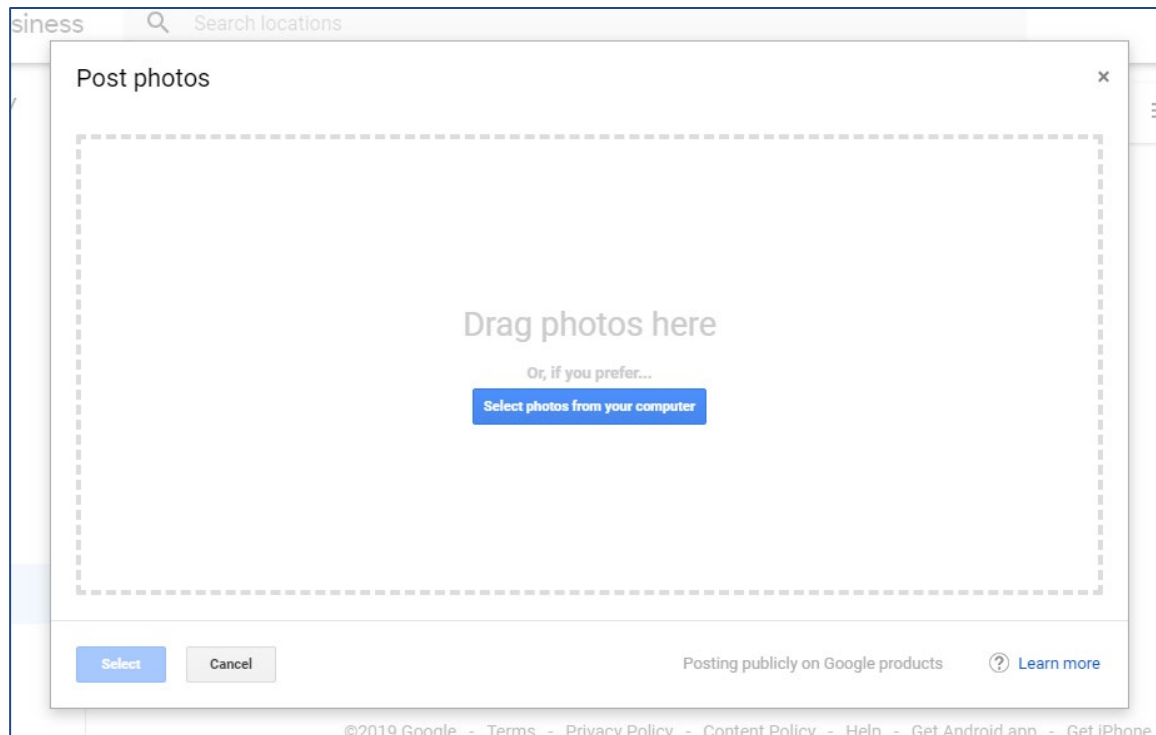 siness Search locations
Post photos ×
Drag photos here
Or, if you prefer...
Select photos from your computer
Select Cancel Posting publicly on Google products ? Learn more
©2019 Google - Terms - Privacy Policy - Content Policy - Help - Get Android app - Get iPhone